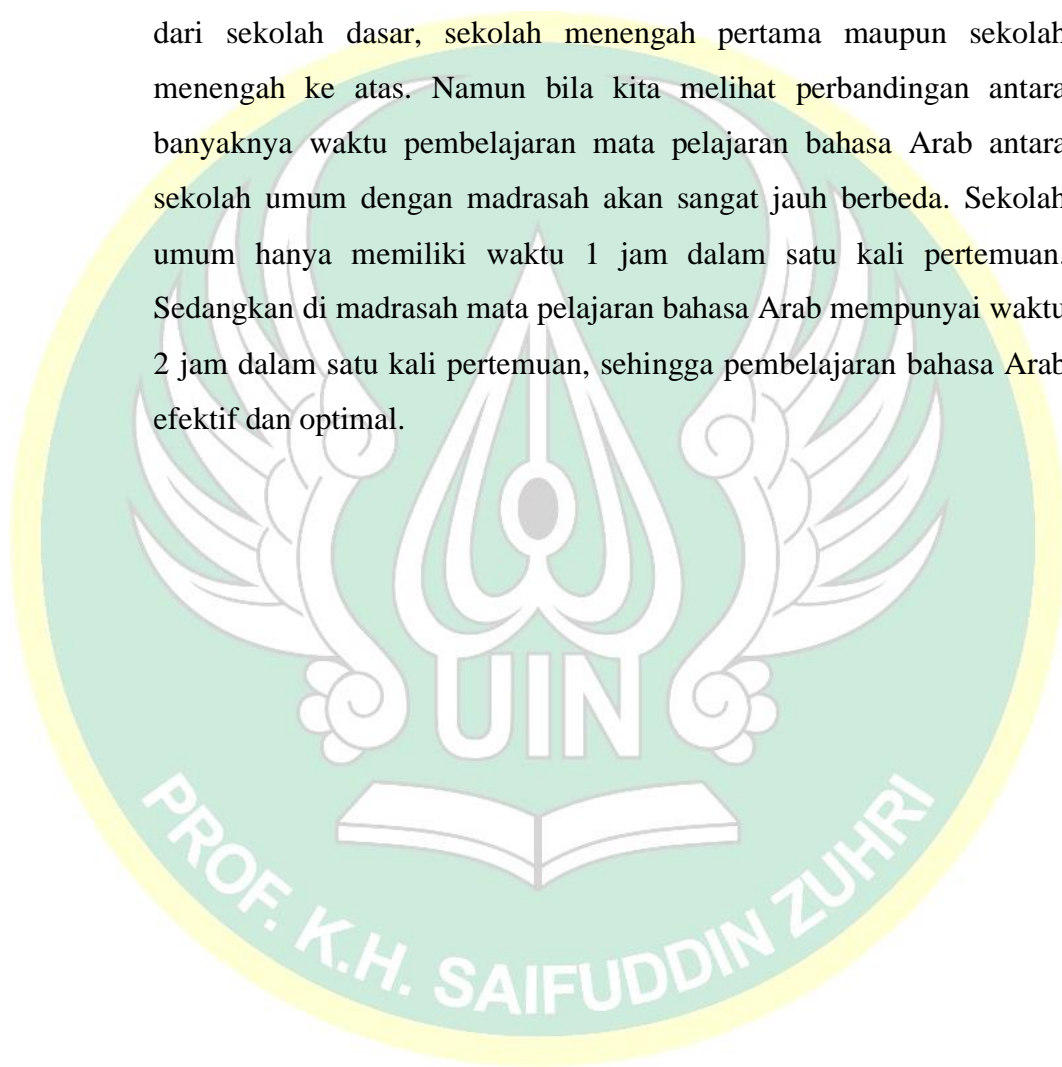 dari sekolah dasar, sekolah menengah pertama maupun sekolah
menengah ke atas. Namun bila kita melihat perbandingan antara
banyaknya waktu pembelajaran mata pelajaran bahasa Arab antara
sekolah umum dengan madrasah akan sangat jauh berbeda. Sekolah
umum hanya memiliki waktu 1 jam dalam satu kali pertemuan.
Sedangkan di madrasah mata pelajaran bahasa Arab mempunyai waktu
2 jam dalam satu kali pertemuan, sehingga pembelajaran bahasa Arab
efektif dan optimal.
UIN
PROF. K.H. SAIFUDDIN ZUHRI